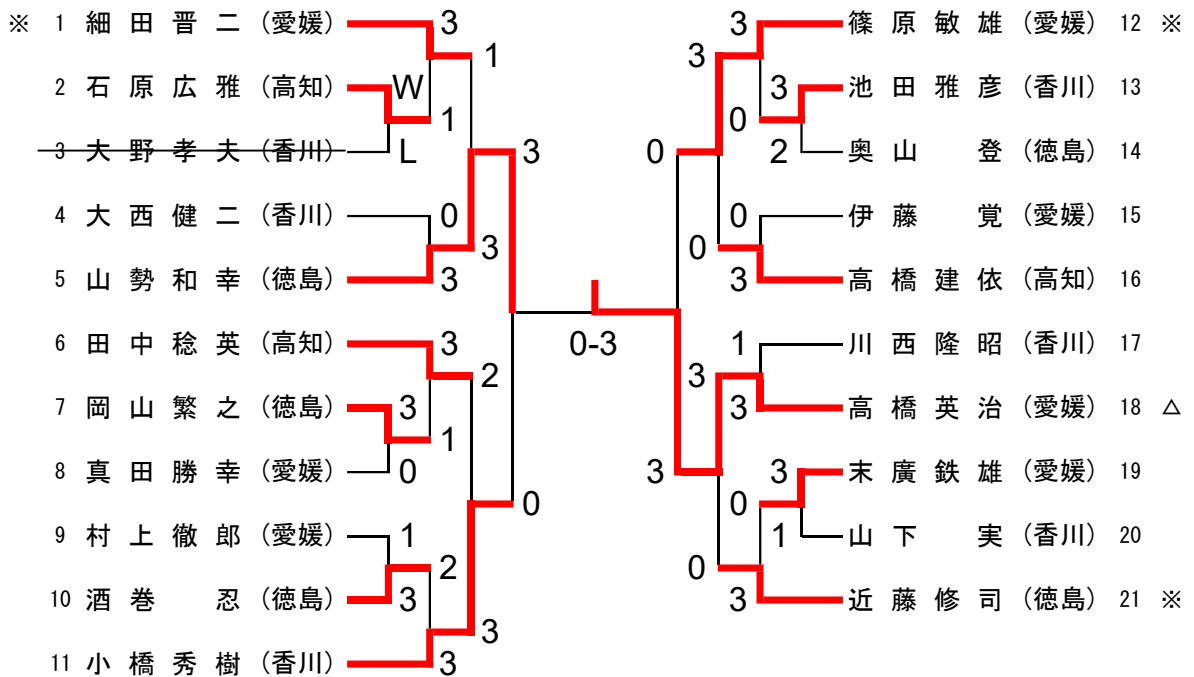 ※ 1 細田晋二 (愛媛) 3
1
2 石原広雅 (高知) W
1
3 大野孝夫 (香川) L
3
4 大西健二 (香川) 0
3
5 山勢和幸 (徳島) 3
6 田中稔英 (高知) 3
2
7 岡山繁之 (徳島) 3
1
8 真田勝幸 (愛媛) 0
0
9 村上徹郎 (愛媛) 1
2
10 酒巻 忍 (徳島) 3
3
11 小橋秀樹 (香川) 3
0-3
3 篠原敏雄 (愛媛) 12 ※
3
3 池田雅彦 (香川) 13
0
2 奥山 登 (徳島) 14
0
0 伊藤 覚 (愛媛) 15
0
3 高橋建依 (高知) 16
1 川西隆昭 (香川) 17
3
3 高橋英治 (愛媛) 18 △
3
3 末廣鉄雄 (愛媛) 19
0
1 山下 実 (香川) 20
0
3 近藤修司 (徳島) 21 ※